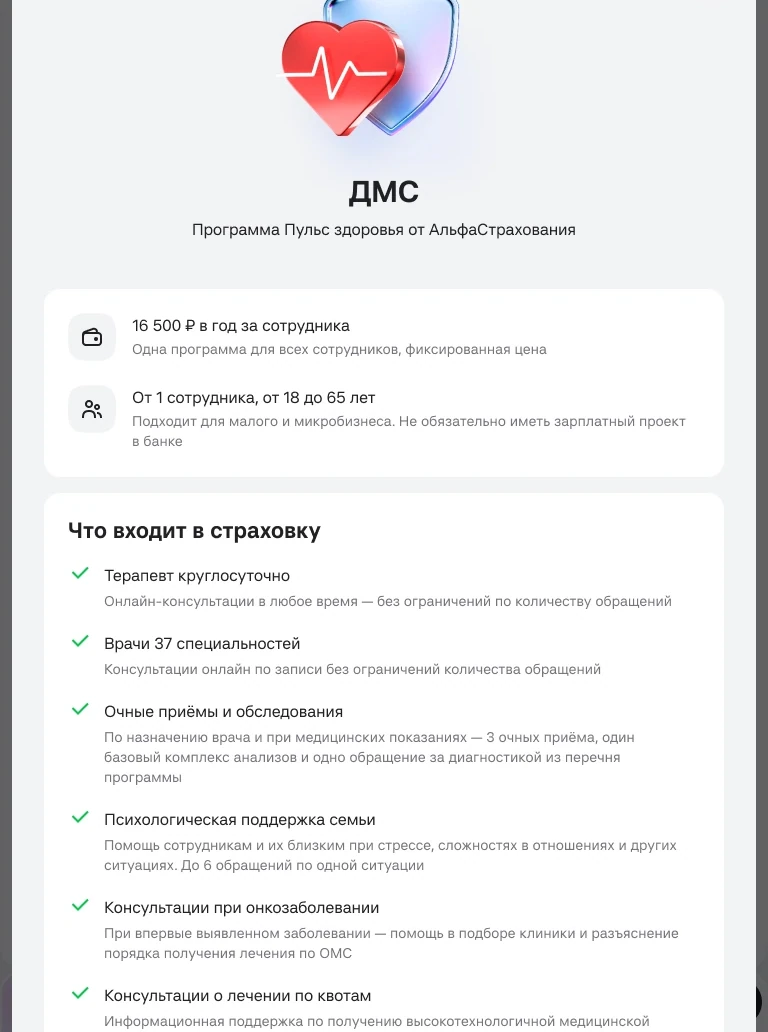 ДМС
Программа Пульс здоровья от АльфаСтрахования
16 500 ₽ в год за сотрудника
Одна программа для всех сотрудников, фиксированная цена
От 1 сотрудника, от 18 до 65 лет
Подходит для малого и микробизнеса. Не обязательно иметь зарплатный проект
в банке
Что входит в страховку
Терапевт круглосуточно
Онлайн-консультации в любое время — без ограничений по количеству обращений
Врачи 37 специальностей
Консультации онлайн по записи без ограничений количества обращений
Очные приёмы и обследования
По назначению врача и при медицинских показаниях — 3 очных приёма, один
базовый комплекс анализов и одно обращение за диагностикой из перечня
программы
Психологическая поддержка семьи
Помощь сотрудникам и их близким при стрессе, сложностях в отношениях и других
ситуациях. До 6 обращений по одной ситуации
Консультации при онкозаболевании
При впервые выявленном заболевании — помощь в подборе клиники и разъяснение
порядка получения лечения по ОМС
Консультации о лечении по квотам
Информационная поддержка по получению высокотехнологичной медицинской